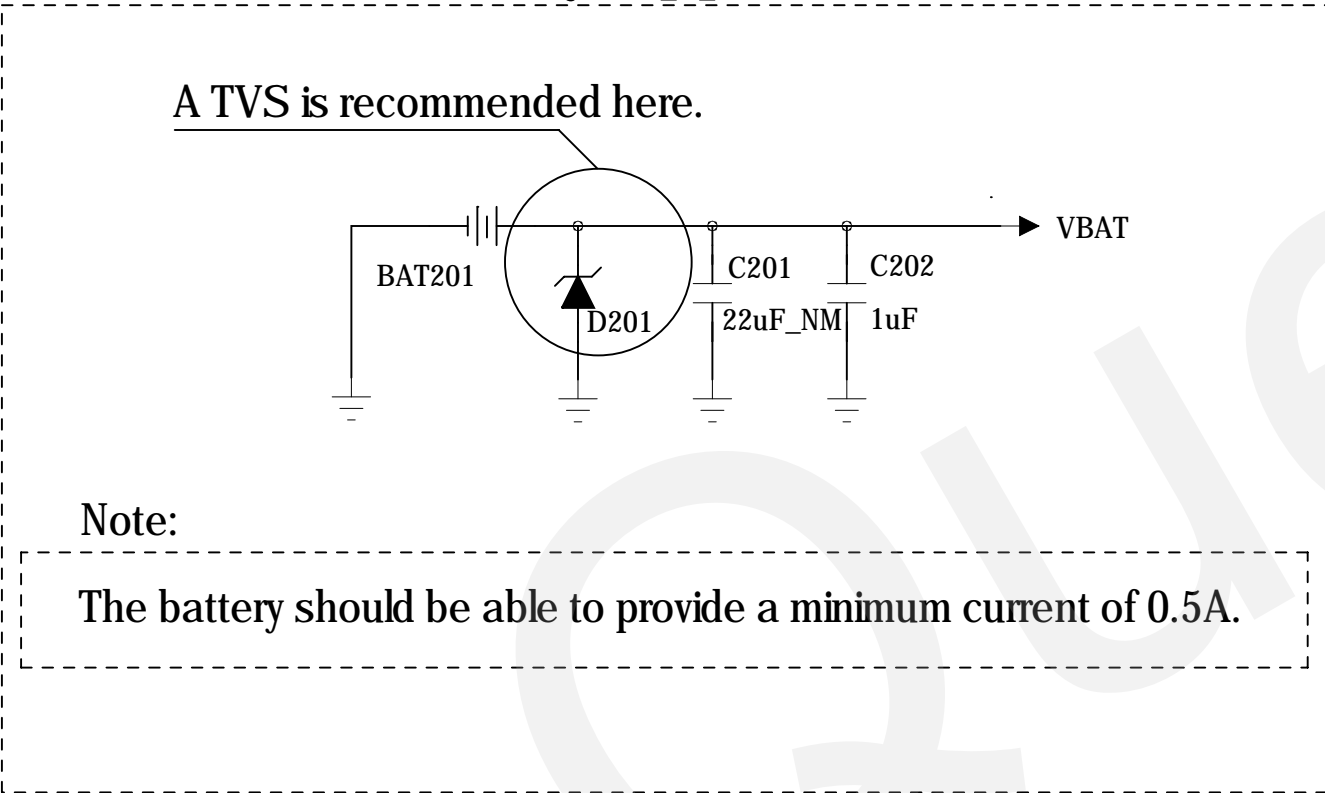 A TVS is recommended here.
VBAT
BAT201
C201
C202
D201
22uF_NM
1uF
Note:
The battery should be able to provide a minimum current of 0.5A.
Que